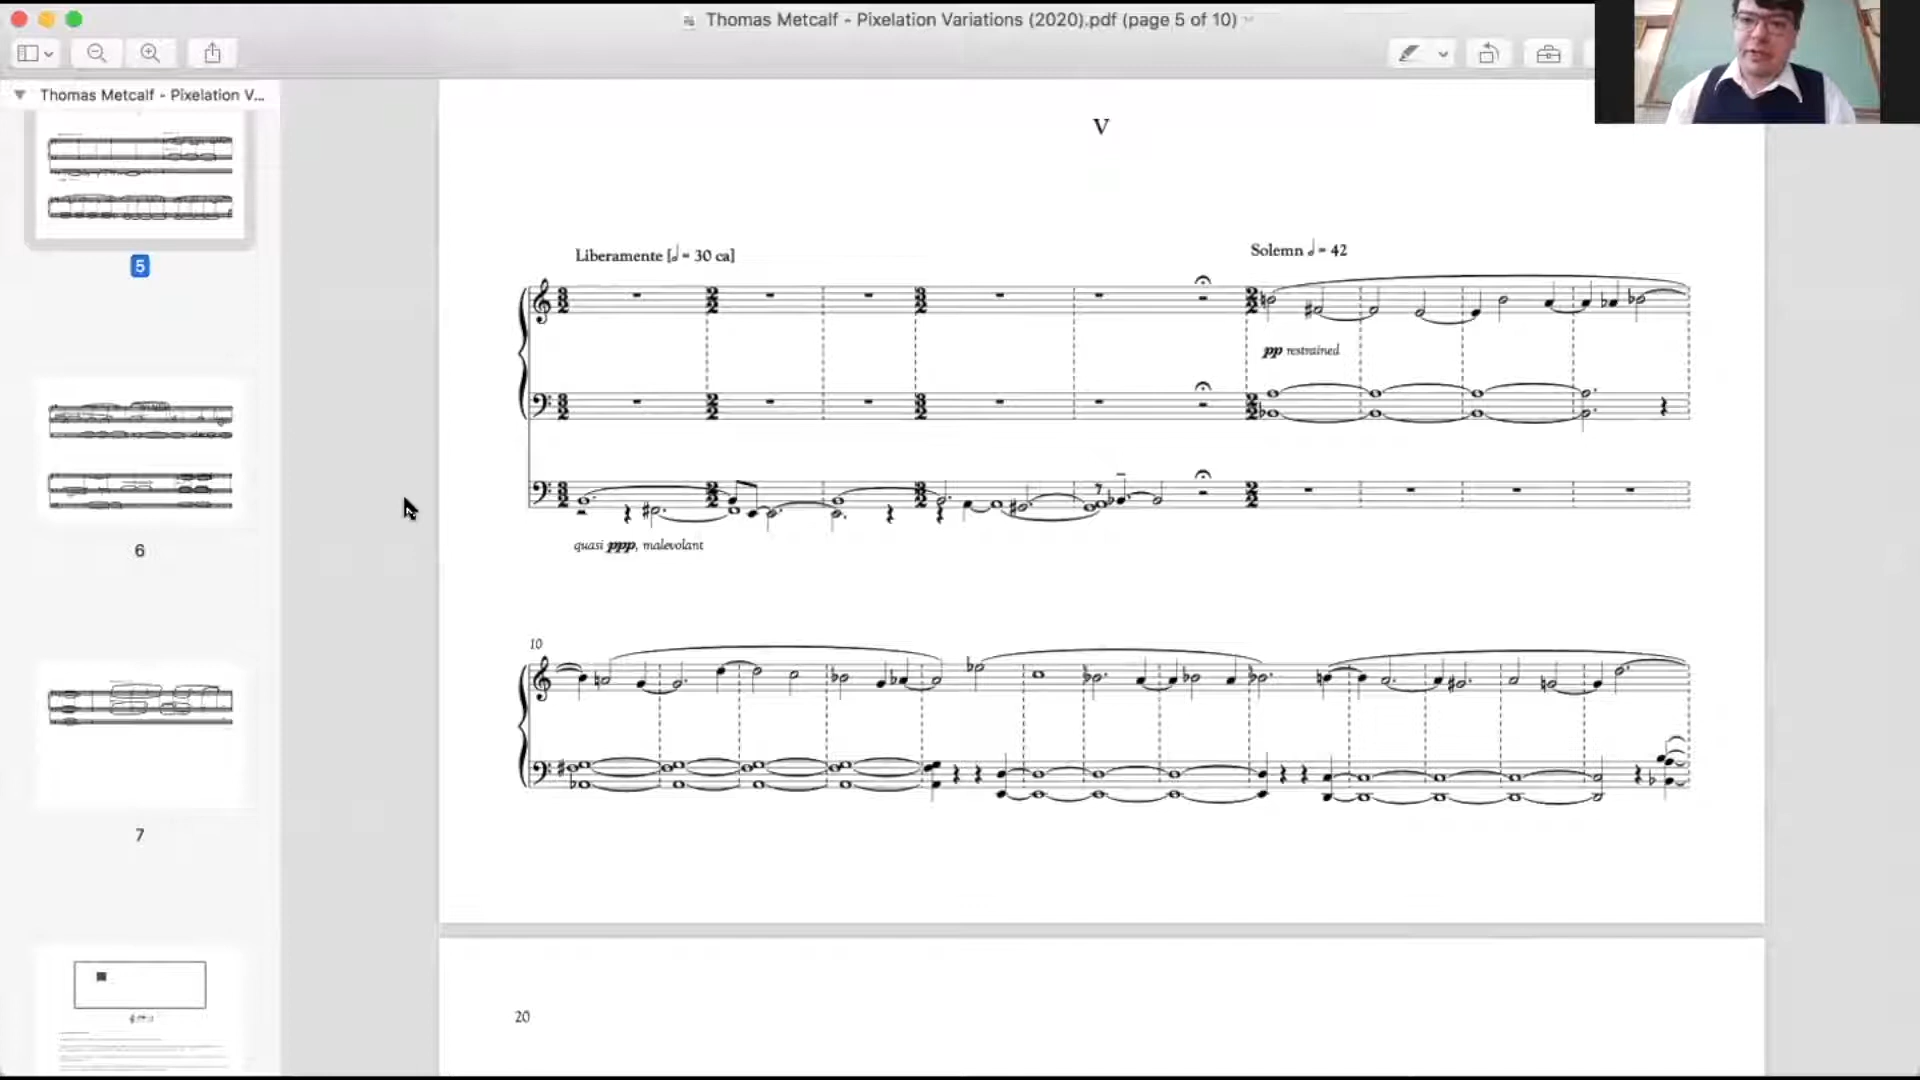 Thomas Metcalf - Pixelation Variations (2020).pdf (page 5 of 10)
Thomas Metcalf - Pixelation V...
5
6
7
V
Liberamente [𝅗𝅥 = 30 ca]
Solemn 𝅗𝅥 = 42
pp restrained
quasi ppp, malevolant
10
20